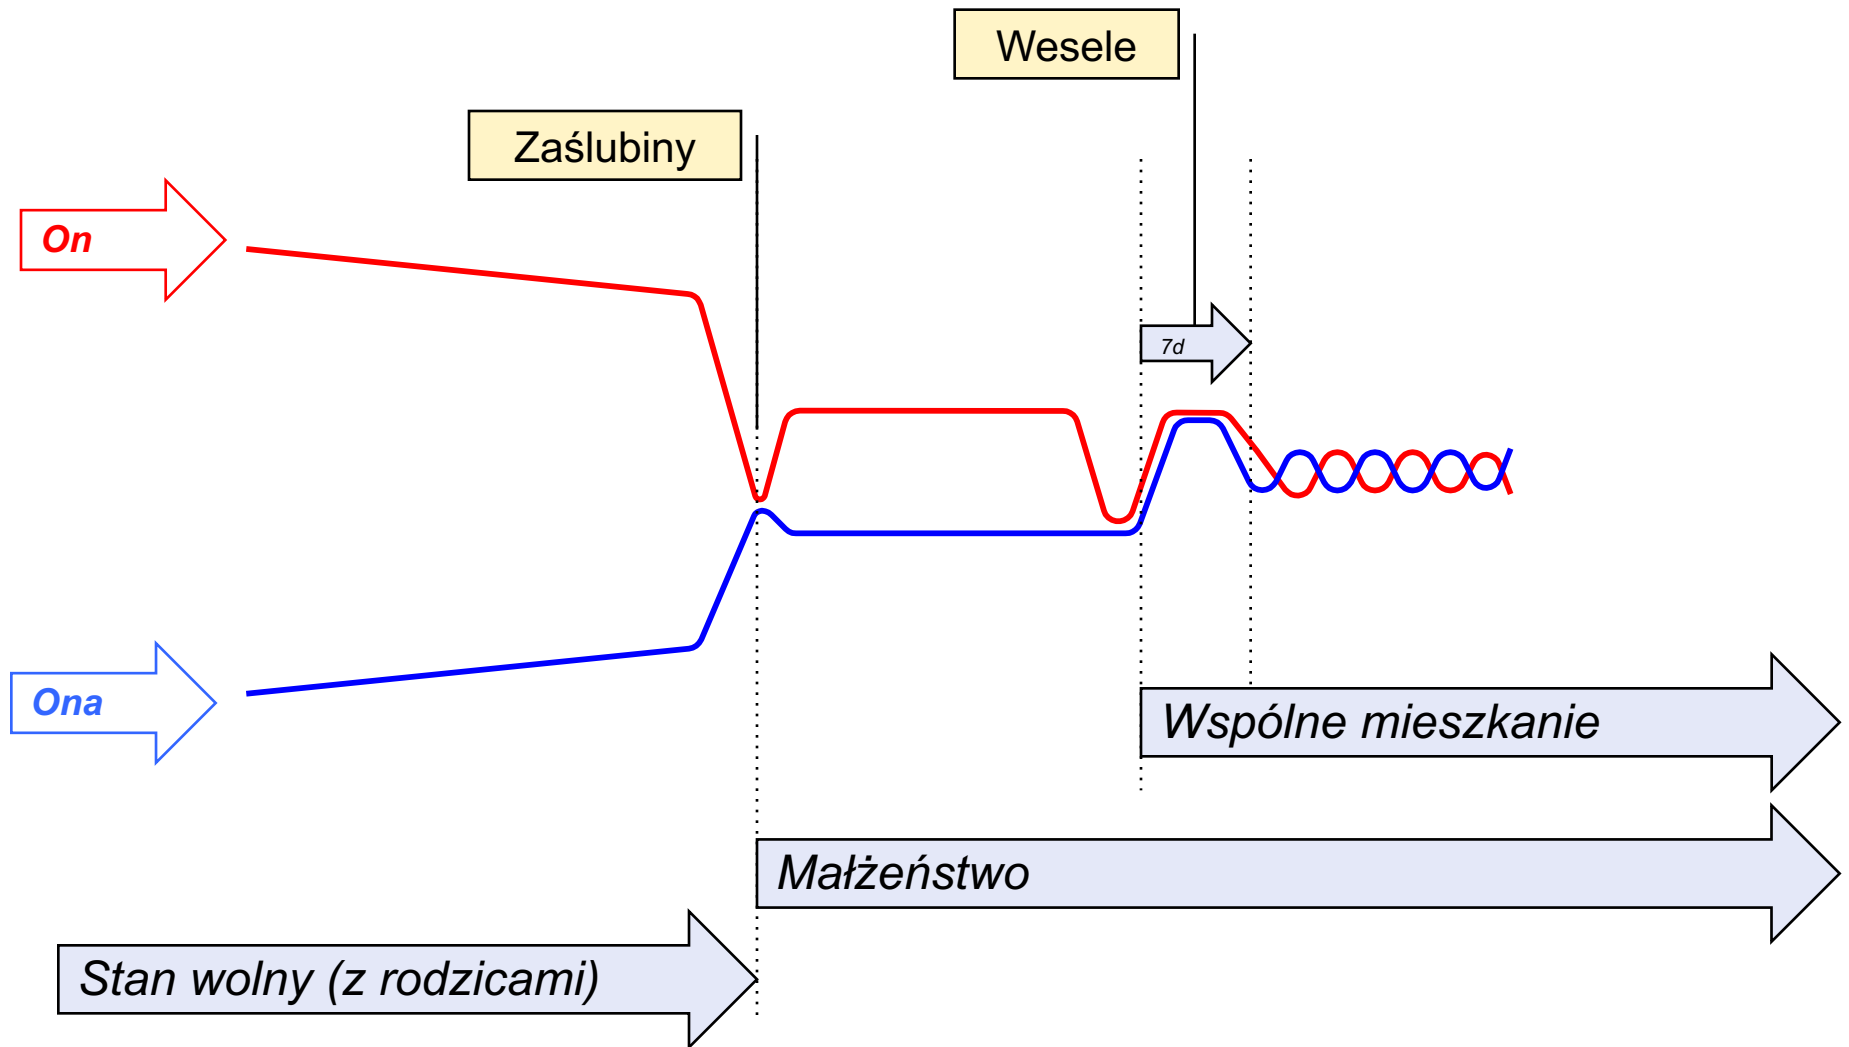 Wesele
Zaślubiny
On
7d
Ona
Wspólne mieszkanie
Małżeństwo
Stan wolny (z rodzicami)